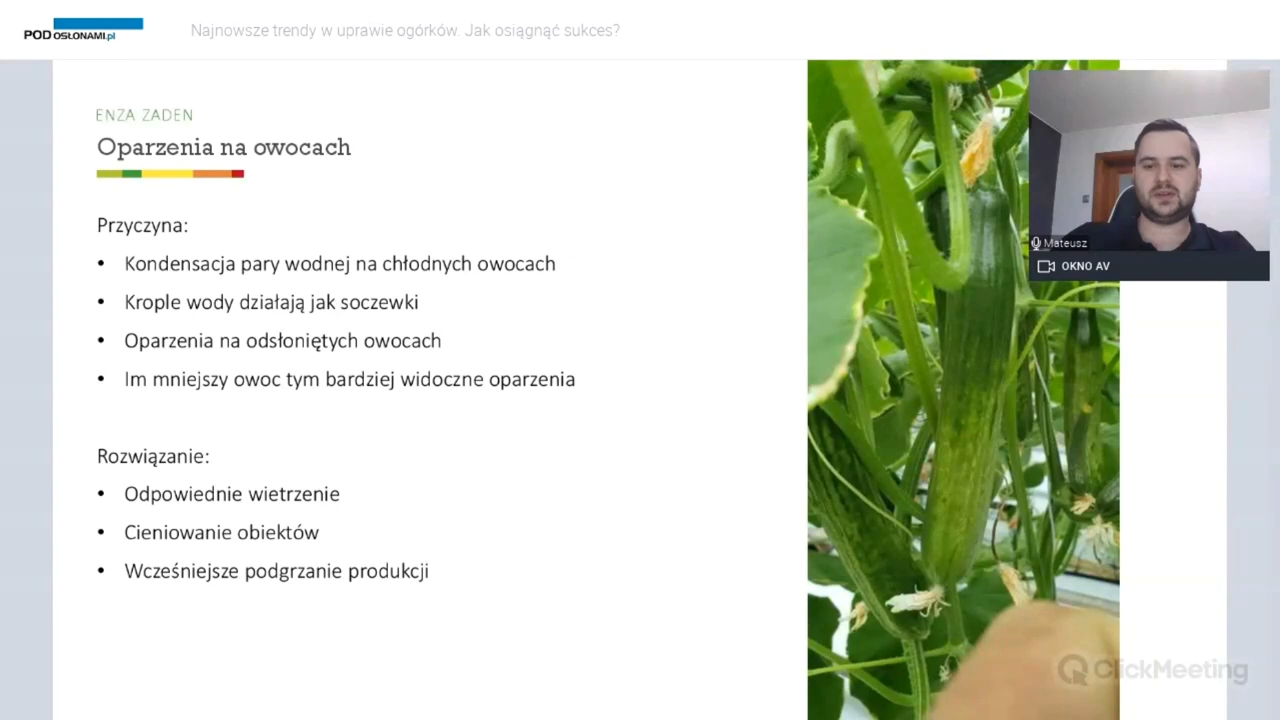 POD OSŁONAMI.pl
Najnowsze trendy w uprawie ogórków. Jak osiągnąć sukces?
ENZA ZADEN
Oparzenia na owocach
Przyczyna:
• Kondensacja pary wodnej na chłodnych owocach
• Krople wody działają jak soczewki
• Oparzenia na odsłoniętych owocach
• Im mniejszy owoc tym bardziej widoczne oparzenia
Rozwiązanie:
• Odpowiednie wietrzenie
• Cieniowanie obiektów
• Wcześniejsze podgrzanie produkcji
Mateusz
OKNO AV
ClickMeeting